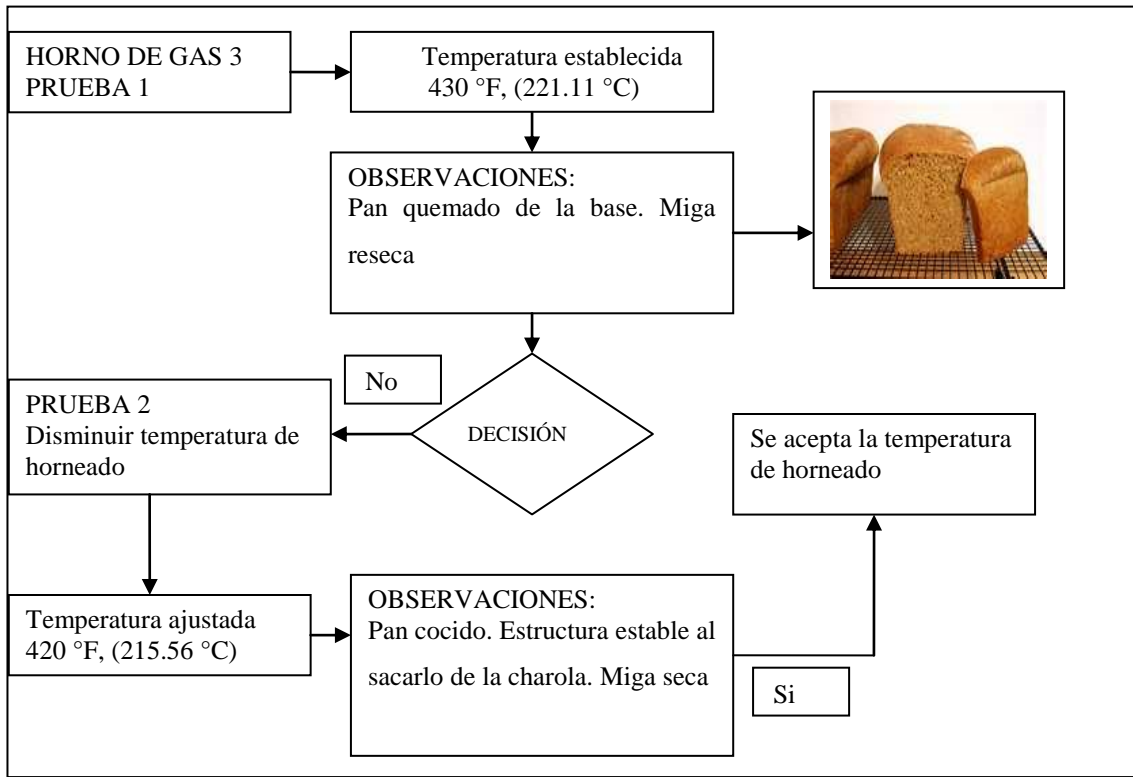 HORNO DE GAS 3
PRUEBA 1
Temperatura establecida
430 °F, (221.11 °C)
OBSERVACIONES:
Pan quemado de la base. Miga
reseca
No
DECISIÓN
PRUEBA 2
Disminuir temperatura de
horneado
Se acepta la temperatura
de horneado
Temperatura ajustada
420 °F, (215.56 °C)
OBSERVACIONES:
Pan cocido. Estructura estable al
sacarlo de la charola. Miga seca
Si